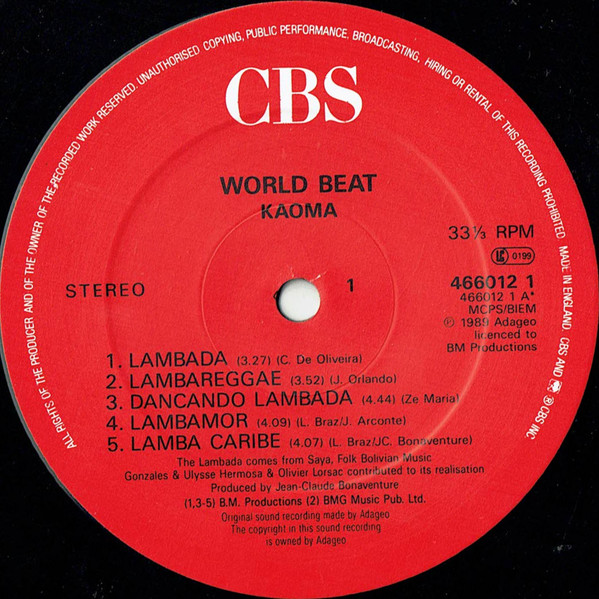 ALL RIGHTS OF THE PRODUCER AND OF THE OWNER OF THE RECORDED WORK RESERVED. UNAUTHORISED COPYING, PUBLIC PERFORMANCE, BROADCASTING, HIRING OR RENTAL OF THIS RECORDING PROHIBITED. MADE IN ENGLAND. CBS AND ℗ CBS INC
CBS
WORLD BEAT
KAOMA
33⅓ RPM
LC 0199
STEREO
1
466012 1
466012 1 A*
MCPS/BIEM
℗ 1989 Adageo
licenced to
BM Productions
1. LAMBADA (3.27) (C. De Oliveira)
2. LAMBAREGGAE (3.52) (J. Orlando)
3. DANCANDO LAMBADA (4.44) (Ze Maria)
4. LAMBAMOR (4.09) (L. Braz/J. Arconte)
5. LAMBA CARIBE (4.07) (L. Braz/JC. Bonaventure)
The Lambada comes from Saya, Folk Bolivian Music
Gonzales & Ulysse Hermosa & Olivier Lorsac contributed to its realisation
Produced by Jean-Claude Bonaventure
(1,3-5) B.M. Productions (2) BMG Music Pub. Ltd.
Original sound recording made by Adageo
The copyright in this sound recording
is owned by Adageo